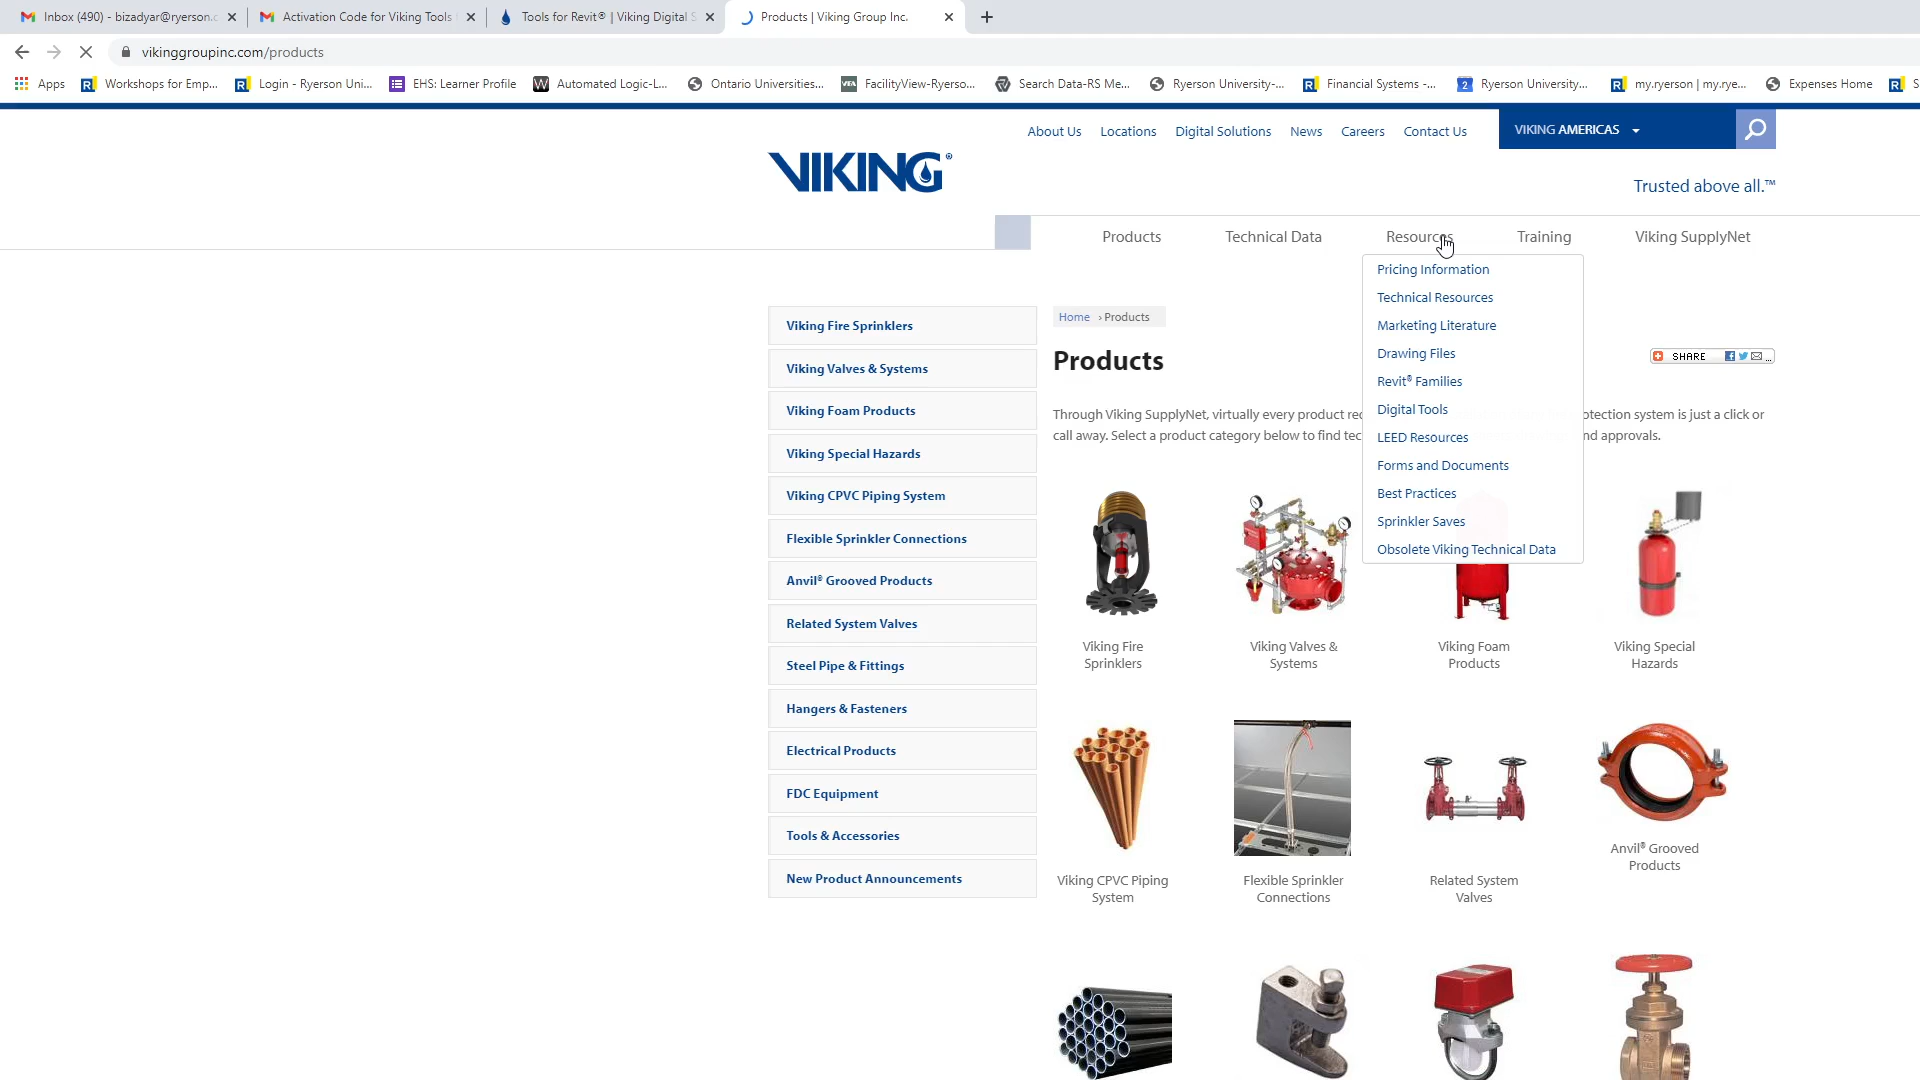 Inbox (490) - bizadyar@ryerson.c
Activation Code for Viking Tools
Tools for Revit® | Viking Digital S
Products | Viking Group Inc.
vikinggroupinc.com/products
Apps
Workshops for Emp...
Login - Ryerson Uni...
EHS: Learner Profile
Automated Logic-L...
Ontario Universities...
FacilityView-Ryerso...
Search Data-RS Me...
Ryerson University-...
Financial Systems -...
Ryerson University...
my.ryerson | my.rye...
Expenses Home
S
About Us
Locations
Digital Solutions
News
Careers
Contact Us
VIKING AMERICAS
VIKING®
Trusted above all.™
Products
Technical Data
Resources
Training
Viking SupplyNet
Pricing Information
Technical Resources
Marketing Literature
Drawing Files
Revit® Families
Digital Tools
LEED Resources
Forms and Documents
Best Practices
Sprinkler Saves
Obsolete Viking Technical Data
Viking Fire Sprinklers
Viking Valves & Systems
Viking Foam Products
Viking Special Hazards
Viking CPVC Piping System
Flexible Sprinkler Connections
Anvil® Grooved Products
Related System Valves
Steel Pipe & Fittings
Hangers & Fasteners
Electrical Products
FDC Equipment
Tools & Accessories
New Product Announcements
Home › Products
Products
SHARE
...
Through Viking SupplyNet, virtually every product otection system is just a click or
call away. Select a product category below to find nd approvals.
Viking Fire
Sprinklers
Viking Valves &
Systems
Viking Foam
Products
Viking Special
Hazards
Viking CPVC Piping
System
Flexible Sprinkler
Connections
Related System
Valves
Anvil® Grooved
Products